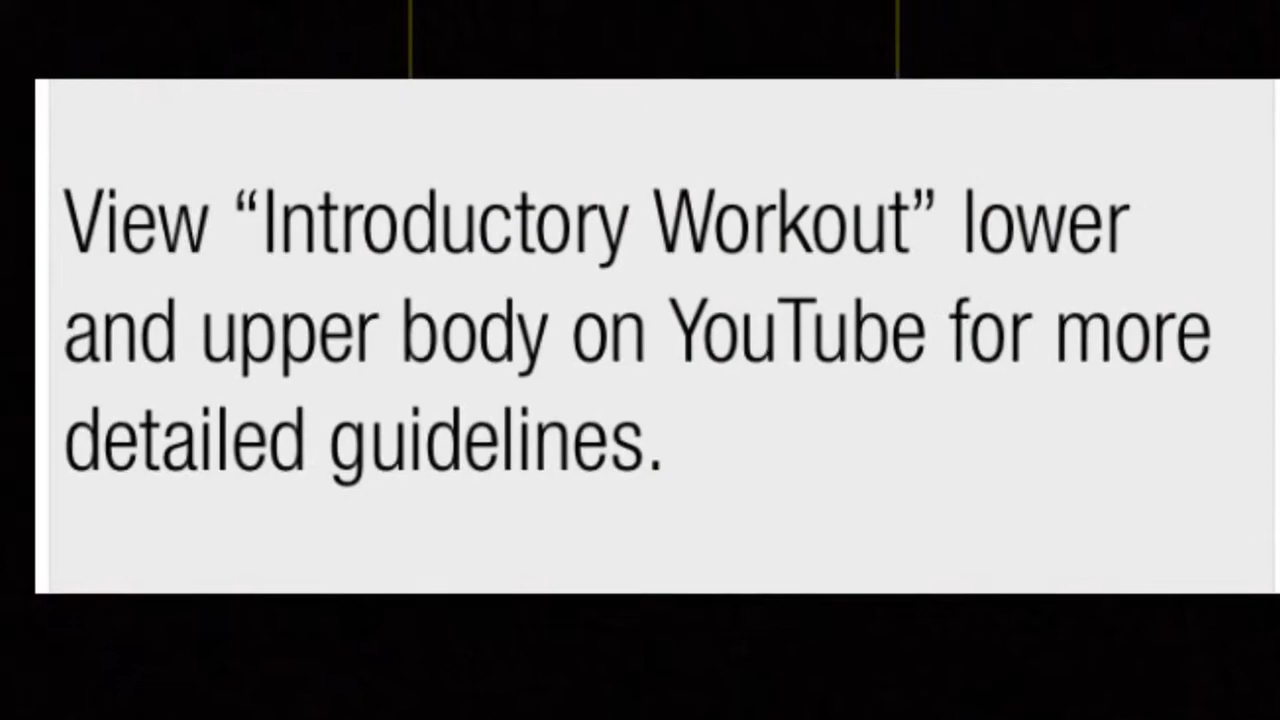 View “Introductory Workout” lower
and upper body on YouTube for more
detailed guidelines.